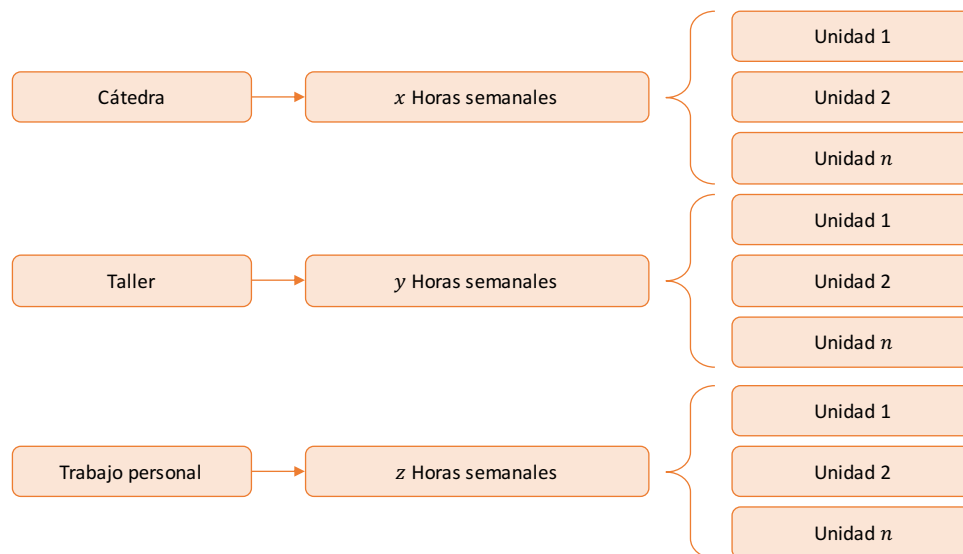 Cátedra
x Horas semanales
Unidad 1
Unidad 2
Unidad n
Taller
y Horas semanales
Unidad 1
Unidad 2
Unidad n
Trabajo personal
z Horas semanales
Unidad 1
Unidad 2
Unidad n